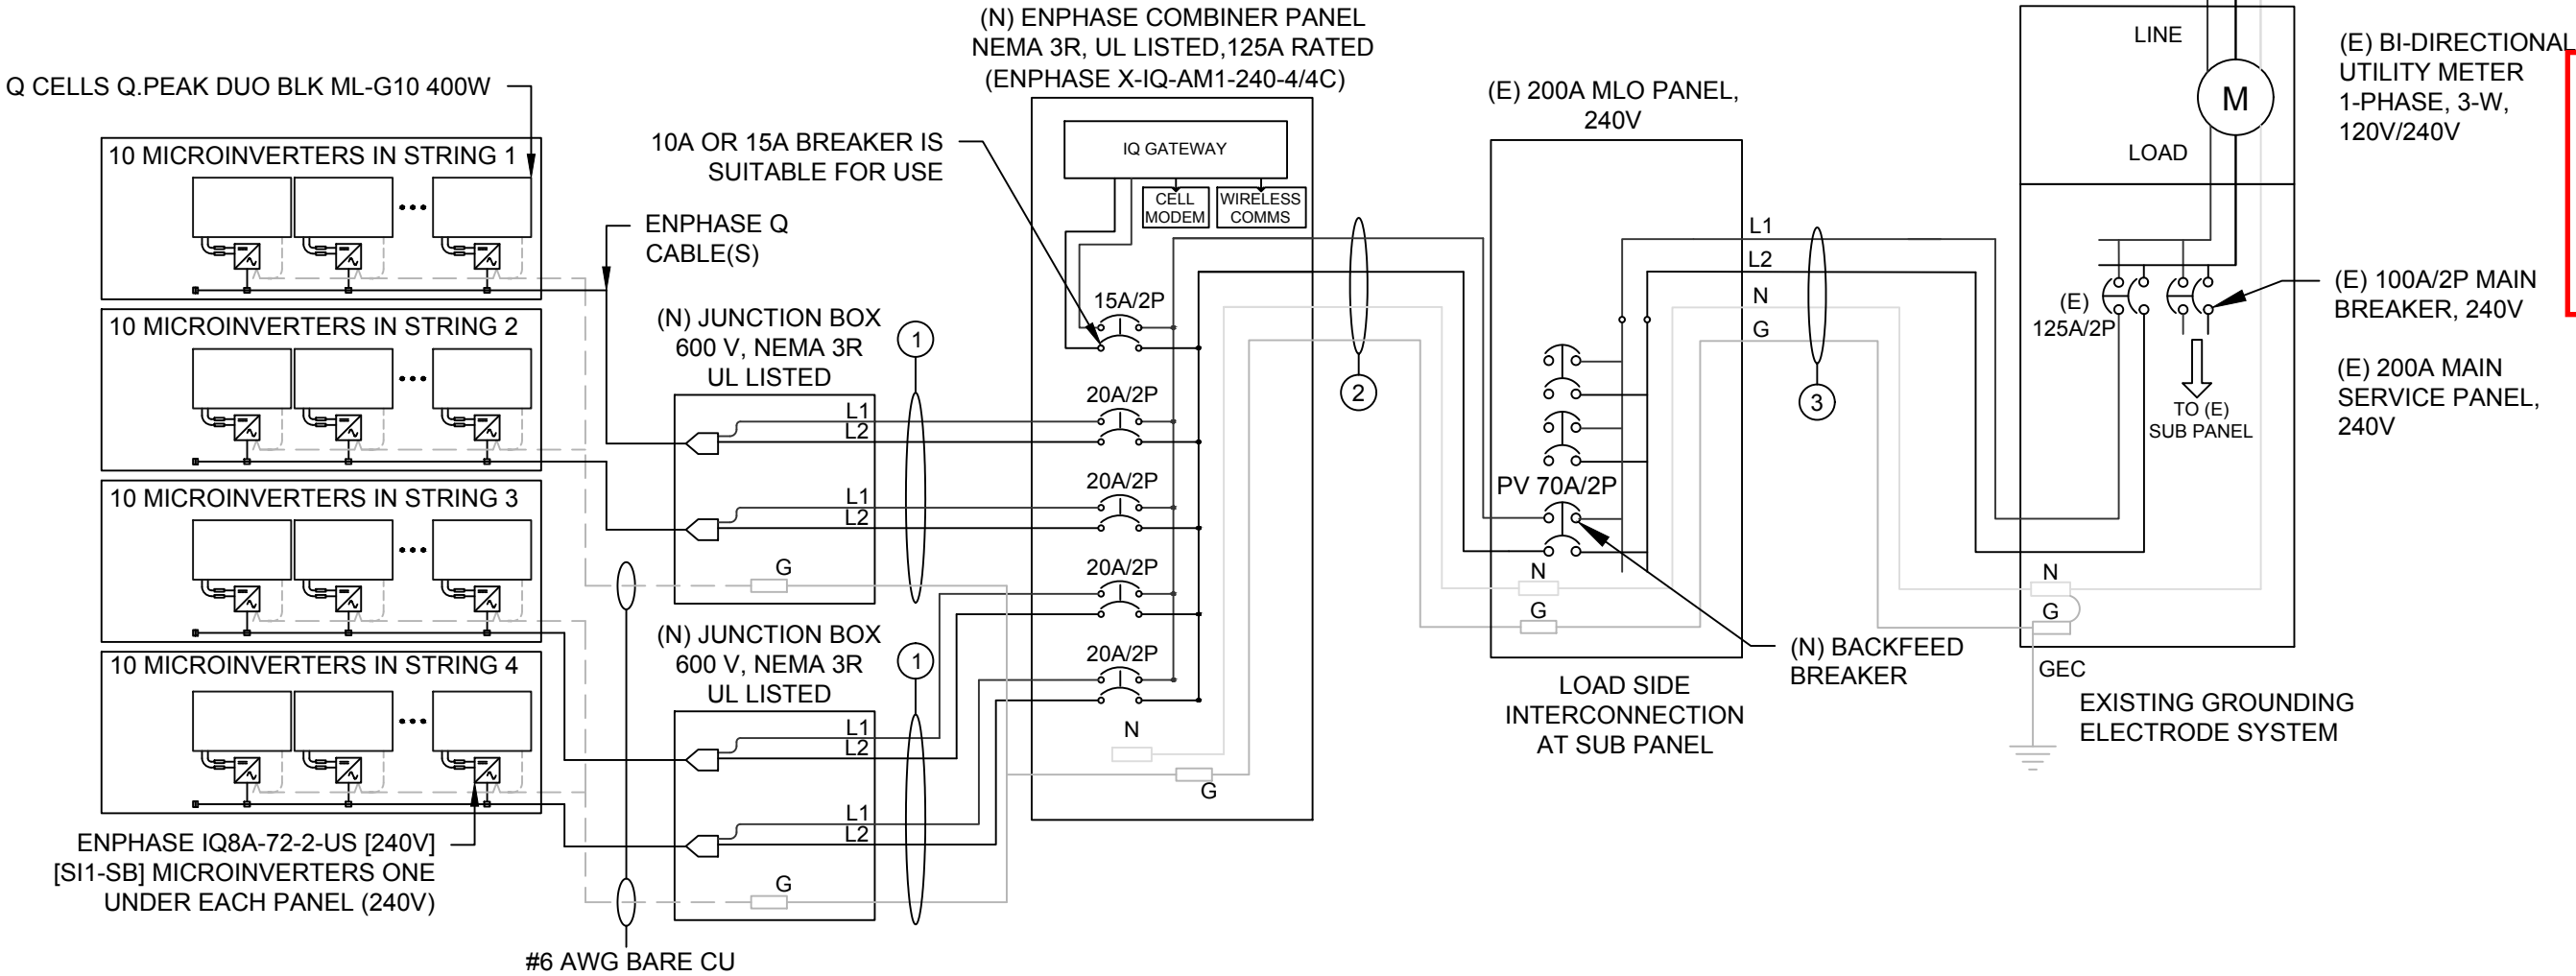 Q CELLS Q.PEAK DUO BLK ML-G10 400W
10 MICROINVERTERS IN STRING 1
10 MICROINVERTERS IN STRING 2
10 MICROINVERTERS IN STRING 3
10 MICROINVERTERS IN STRING 4
ENPHASE IQ8A-72-2-US [240V]
[SI1-SB] MICROINVERTERS ONE
UNDER EACH PANEL (240V)
#6 AWG BARE CU
ENPHASE Q
CABLE(S)
10A OR 15A BREAKER IS
SUITABLE FOR USE
(N) JUNCTION BOX
600 V, NEMA 3R
UL LISTED
1
L1
L2
L1
L2
G
(N) JUNCTION BOX
600 V, NEMA 3R
UL LISTED
1
L1
L2
L1
L2
G
(N) ENPHASE COMBINER PANEL
NEMA 3R, UL LISTED,125A RATED
(ENPHASE X-IQ-AM1-240-4/4C)
IQ GATEWAY
CELL
MODEM
WIRELESS
COMMS
15A/2P
20A/2P
20A/2P
20A/2P
20A/2P
N
G
2
(E) 200A MLO PANEL,
240V
PV 70A/2P
N
G
LOAD SIDE
INTERCONNECTION
AT SUB PANEL
(N) BACKFEED
BREAKER
L1
L2
N
G
3
LINE
M
LOAD
(E) BI-DIRECTIONAL
UTILITY METER
1-PHASE, 3-W,
120V/240V
(E)
125A/2P
TO (E)
SUB PANEL
(E) 100A/2P MAIN
BREAKER, 240V
(E) 200A MAIN
SERVICE PANEL,
240V
N
G
GEC
EXISTING GROUNDING
ELECTRODE SYSTEM